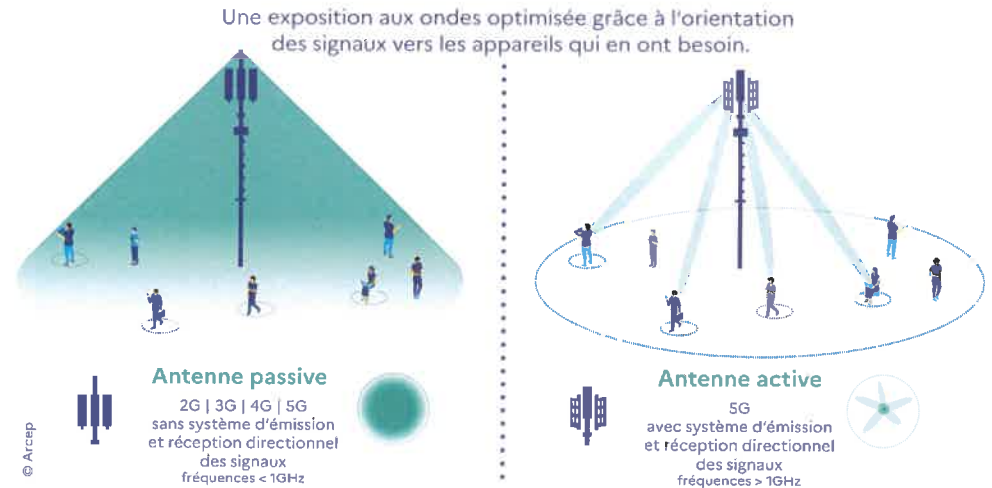 Une exposition aux ondes optimisée grâce à l'orientation
des signaux vers les appareils qui en ont besoin.
Antenne passive
2G | 3G | 4G | 5G
sans système d'émission
et réception directionnel
des signaux
fréquences < 1GHz
Antenne active
5G
avec système d'émission
et réception directionnel
des signaux
fréquences > 1GHz
© Arcep